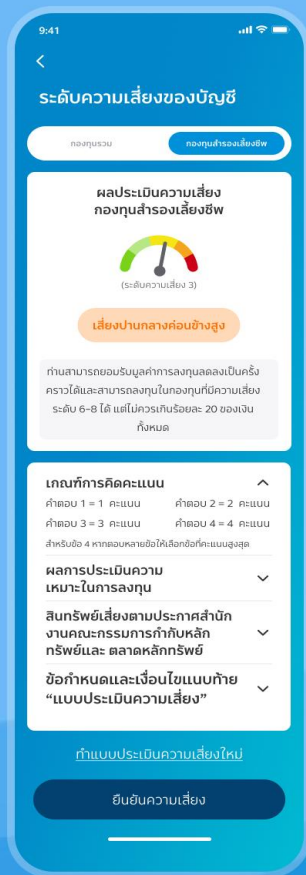 9:41
ระดับความเสี่ยงของบัญชี
กองทุนรวม
กองทุนสำรองเลี้ยงชีพ
ผลประเมินความเสี่ยง
กองทุนสำรองเลี้ยงชีพ
(ระดับความเสี่ยง 3)
เสี่ยงปานกลางค่อนข้างสูง
ท่านสามารถยอมรับมูลค่าการลงทุนลดลงเป็นครั้ง
คราวได้และสามารถลงทุนในกองทุนที่มีความเสี่ยง
ระดับ 6-8 ได้ แต่ไม่ควรเกินร้อยละ 20 ของเงิน
ทั้งหมด
เกณฑ์การคิดคะแนน
คำตอบ 1 = 1 คะแนน คำตอบ 2 = 2 คะแนน
คำตอบ 3 = 3 คะแนน คำตอบ 4 = 4 คะแนน
สำหรับข้อ 4 หากตอบหลายข้อให้เลือกข้อที่คะแนนสูงสุด
ผลการประเมินความ
เหมาะในการลงทุน
สินทรัพย์เสี่ยงตามประกาศสำนัก
งานคณะกรรมการกำกับหลัก
ทรัพย์และ ตลาดหลักทรัพย์
ข้อกำหนดและเงื่อนไขแนบท้าย
“แบบประเมินความเสี่ยง”
ทำแบบประเมินความเสี่ยงใหม่
ยืนยันความเสี่ยง